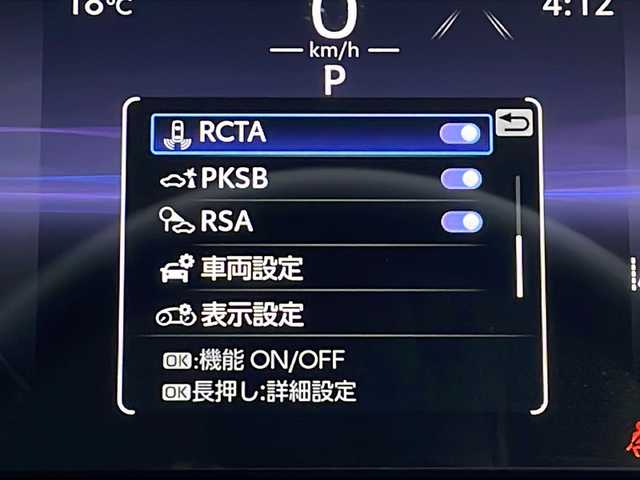 18℃
0
4:12
km/h
P
RCTA
PKSB
RSA
車両設定
表示設定
OK:機能 ON/OFF
OK長押し:詳細設定